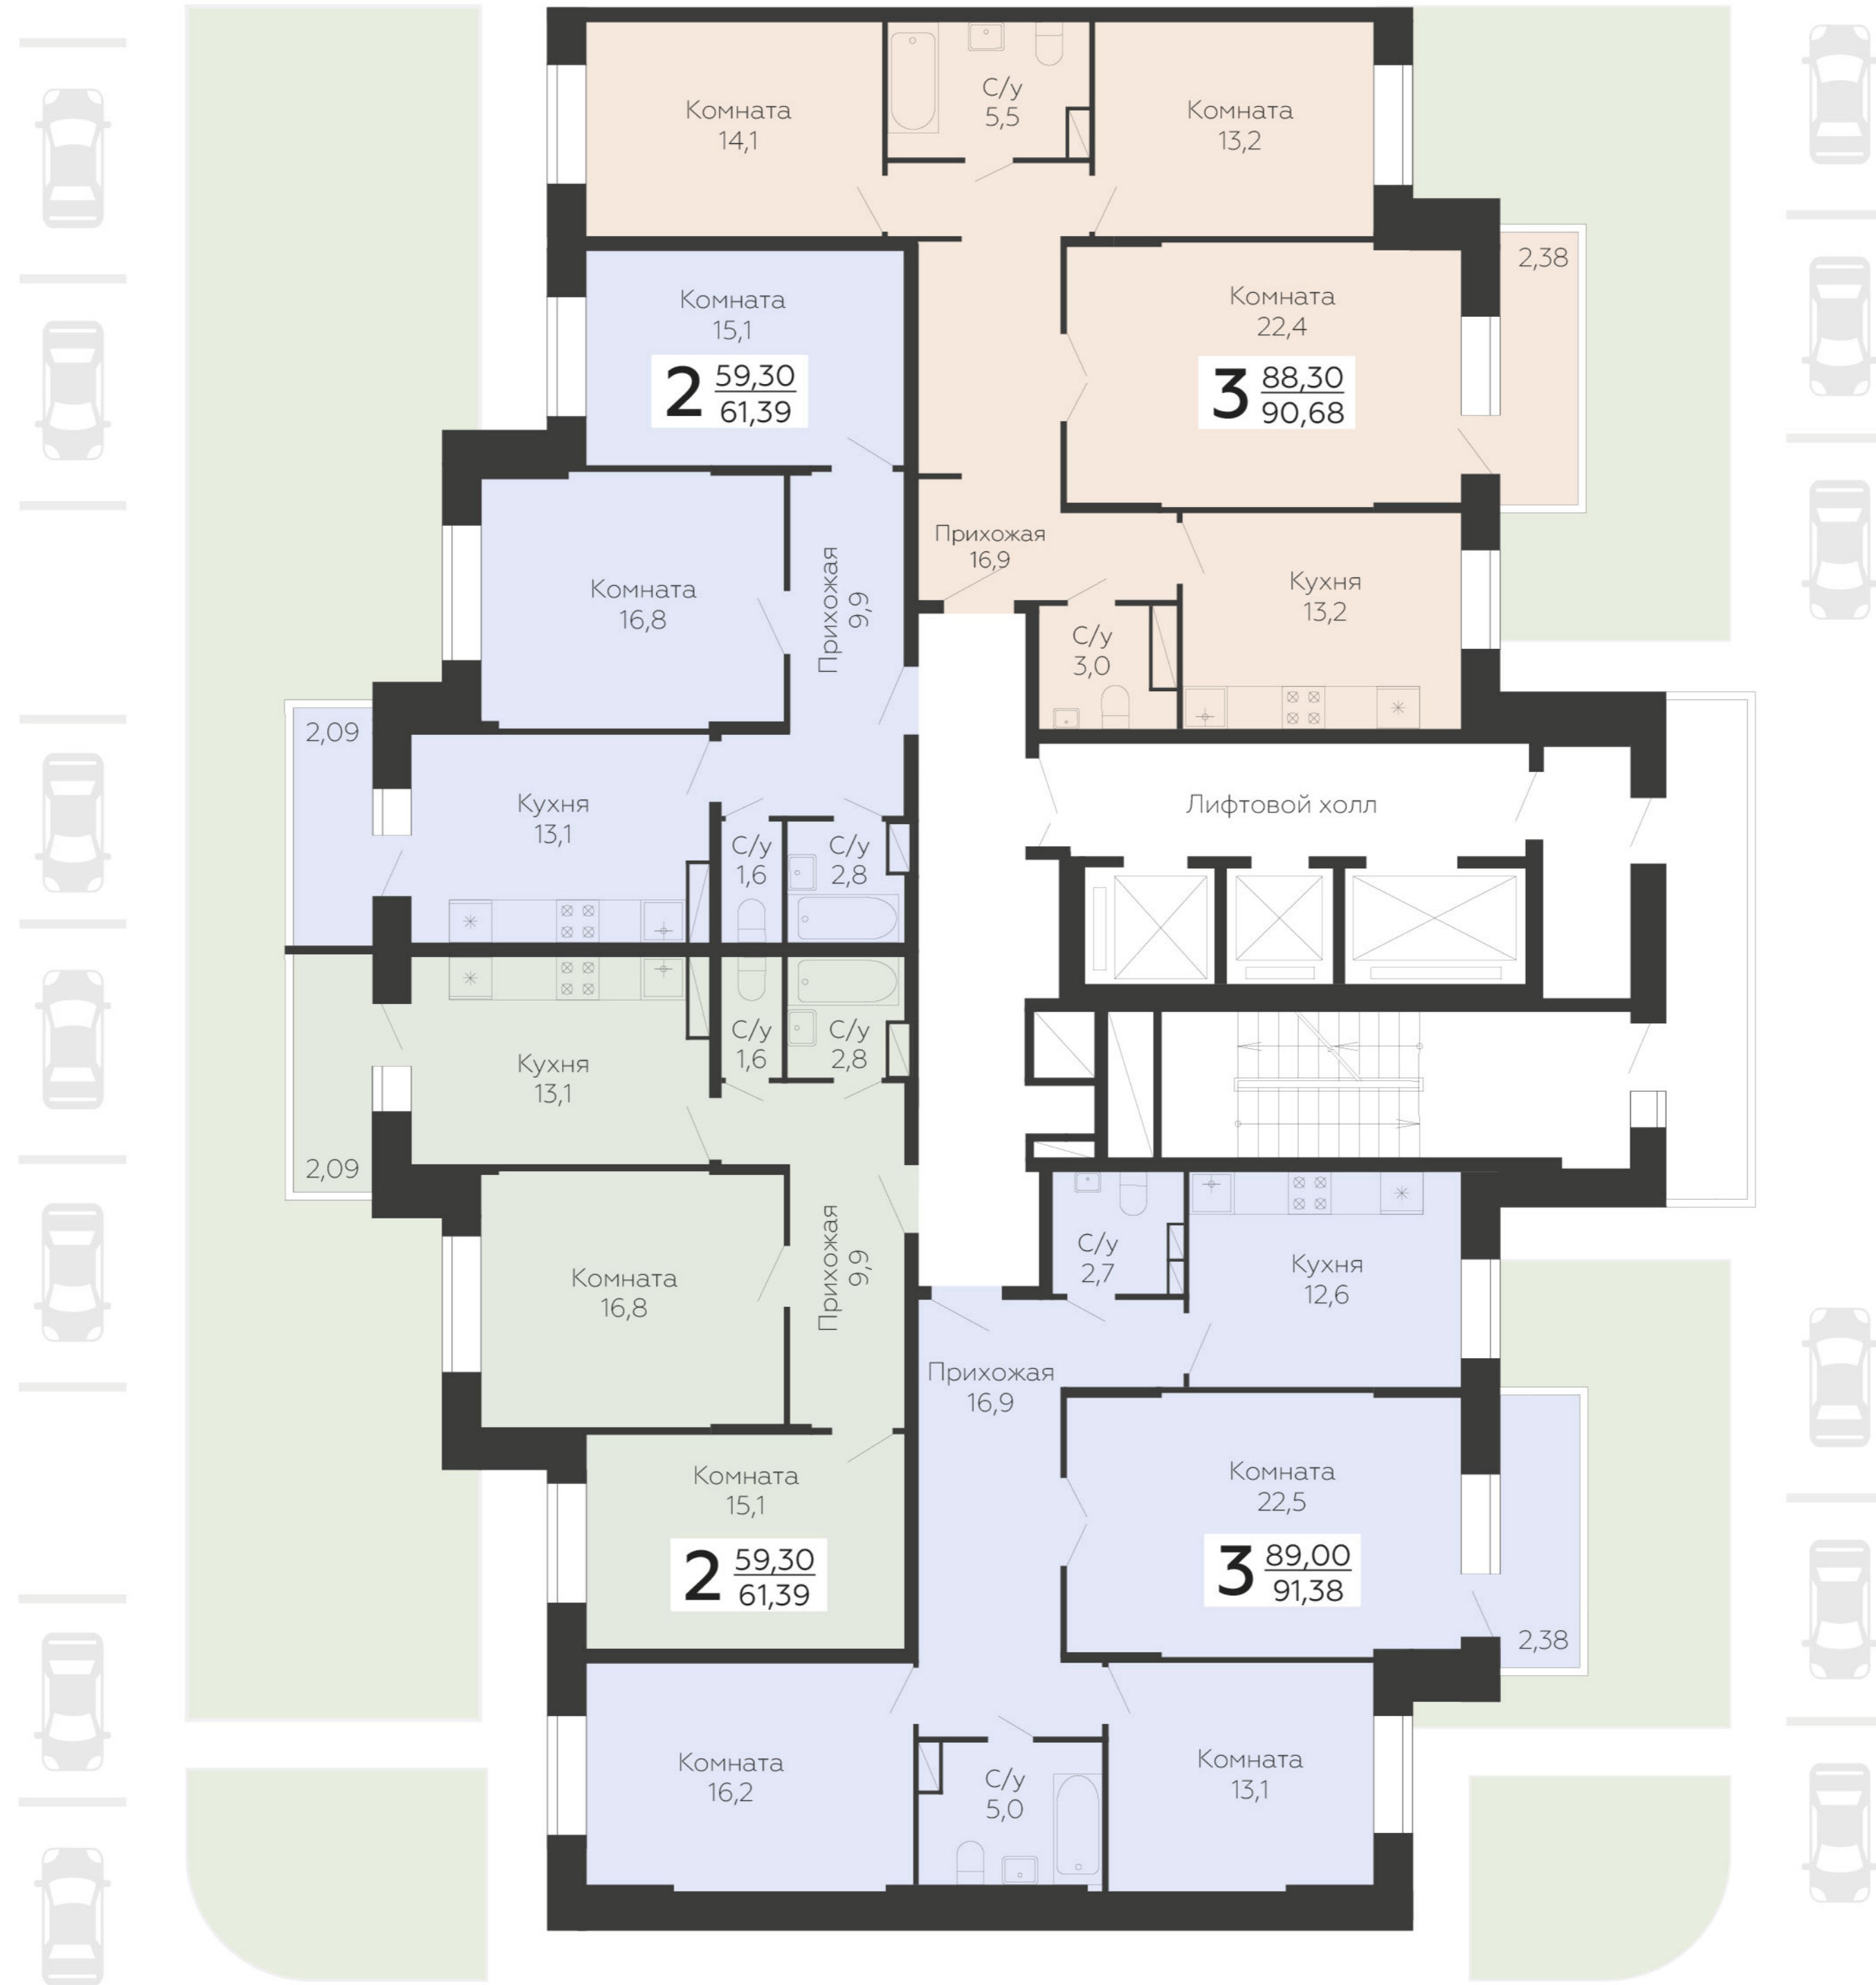 Комната
14,1
С/у
5,5
Комната
13,2
2,38
Комната
15,1
2 59,30
61,39
Комната
22,4
3 88,30
90,68
Прихожая
16,9
Комната
16,8
Прихожая
9,9
Кухня
13,2
С/у
3,0
2,09
Кухня
13,1
С/у
1,6
С/у
2,8
Лифтовой холл
Кухня
13,1
С/у
1,6
С/у
2,8
2,09
Комната
16,8
Прихожая
9,9
С/у
2,7
Кухня
12,6
Прихожая
16,9
Комната
15,1
2 59,30
61,39
Комната
22,5
3 89,00
91,38
2,38
Комната
16,2
С/у
5,0
Комната
13,1